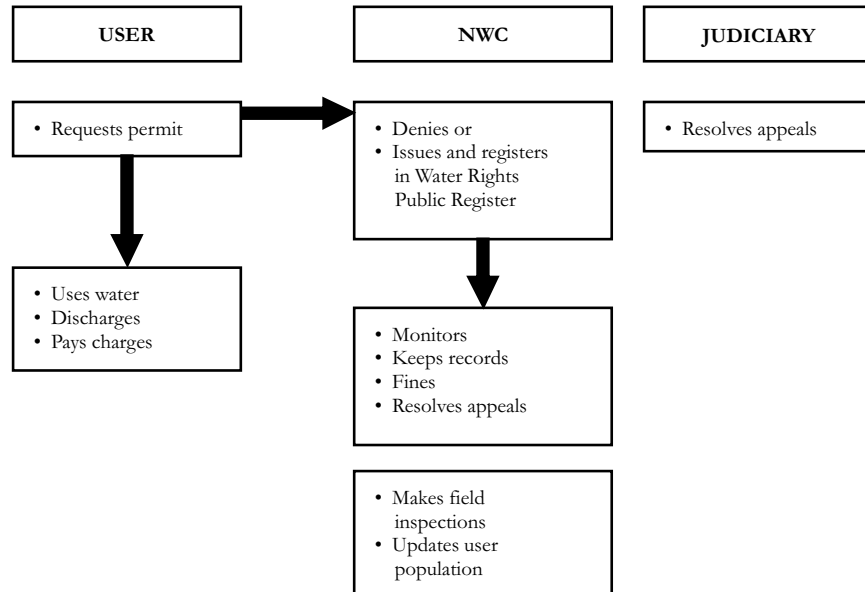 USER
NWC
JUDICIARY
• Requests permit
• Denies or
• Issues and registers
in Water Rights
Public Register
• Resolves appeals
• Uses water
• Discharges
• Pays charges
• Monitors
• Keeps records
• Fines
• Resolves appeals
• Makes field
inspections
• Updates user
population